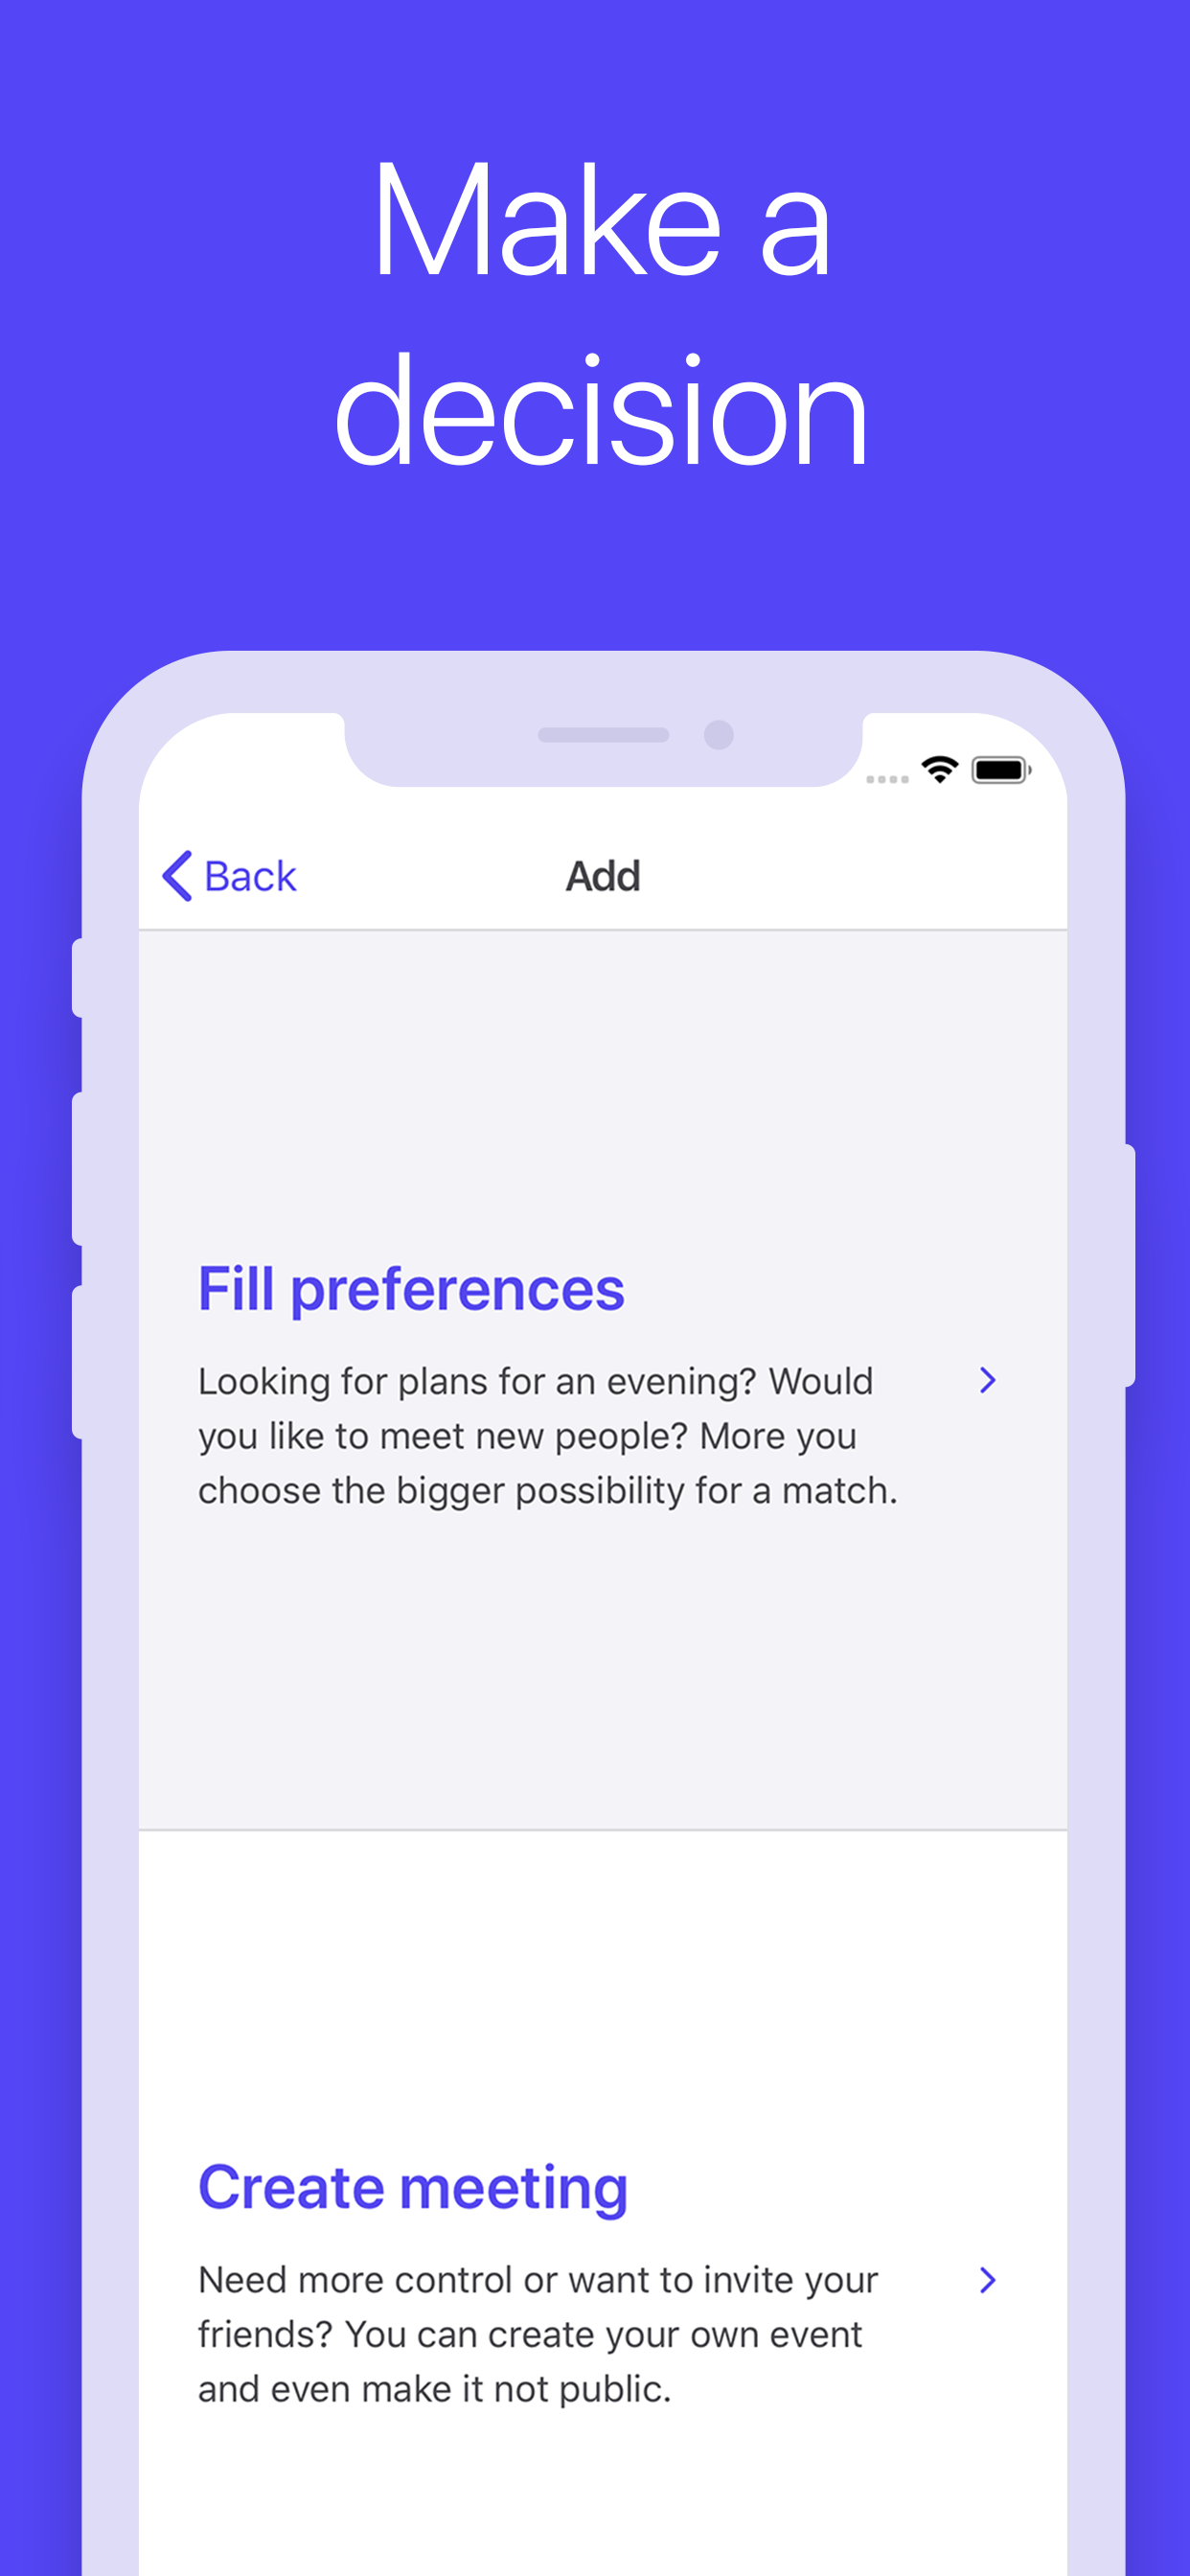 Make a
decision
Back
Add
Fill preferences
Looking for plans for an evening? Would
you like to meet new people? More you
choose the bigger possibility for a match.
Create meeting
Need more control or want to invite your
friends? You can create your own event
and even make it not public.